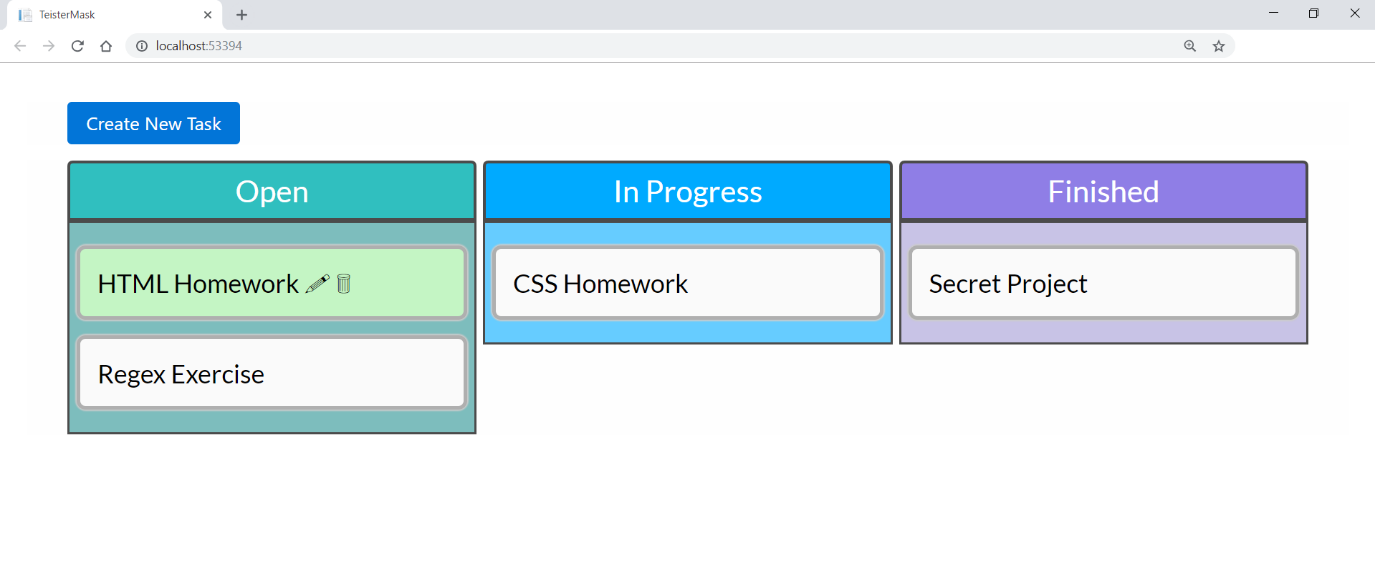 TeisterMask
localhost:53394
Create New Task
Open
HTML Homework
Regex Exercise
In Progress
CSS Homework
Finished
Secret Project